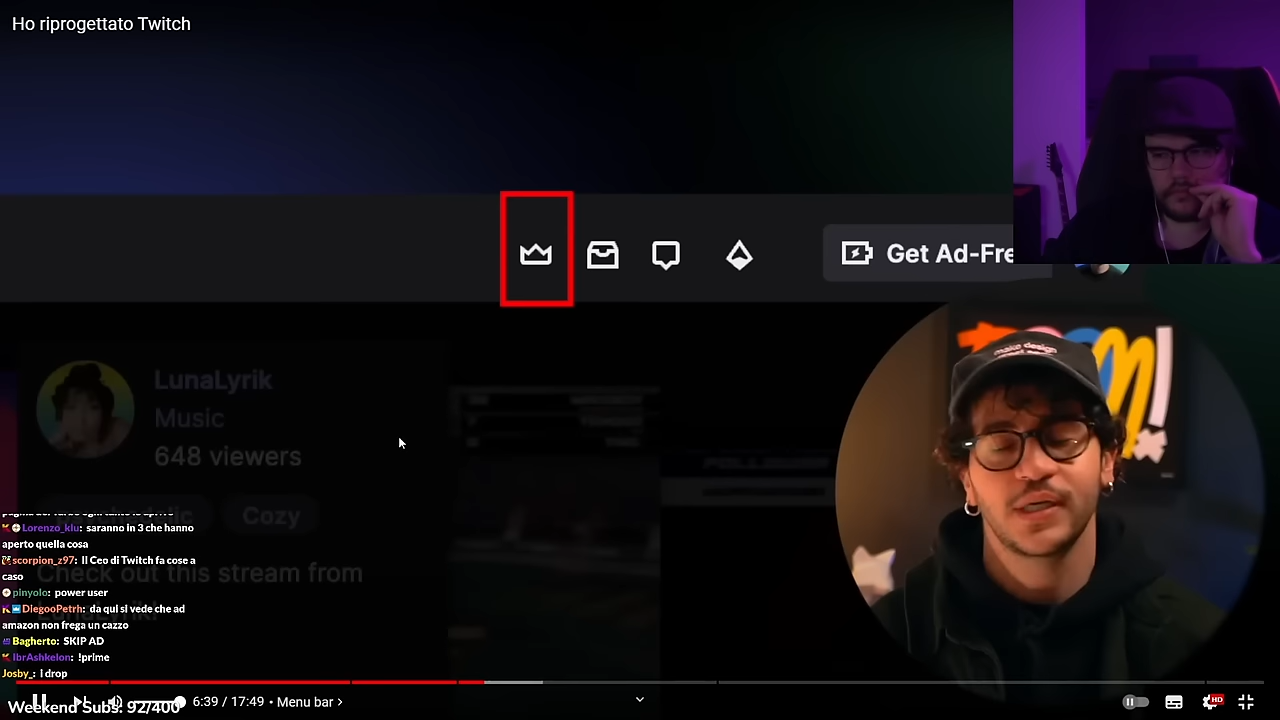 Ho riprogettato Twitch
Get Ad-Fre
make design
LunaLyrik
Music
648 viewers
Cozy
Lorenzo_klu: saranno in 3 che hanno
aperto quella cosa
scorpion_z97: Il Ceo di Twitch fa cose a
caso
Check out this stream from
pinyolo: power user
DiegooPetrh: da qui si vede che ad
amazon non frega un cazzo
Bagherto: SKIP AD
IbrAshkelon: !prime
Josby_: I drop
6:39 / 17:49 • Menu bar ›
HD
Weekend Subs: 92/400